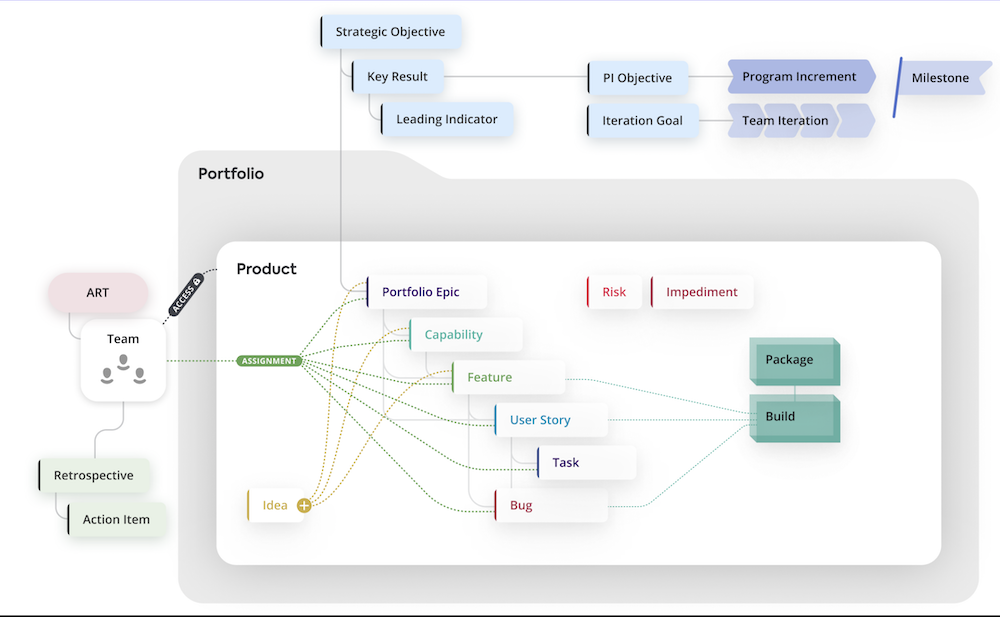 Strategic Objective
Key Result
PI Objective
Program Increment
Milestone
Leading Indicator
Iteration Goal
Team Iteration
Portfolio
Product
ART
ACCESS
Portfolio Epic
Risk
Impediment
Team
Capability
ASSIGNMENT
Package
Feature
User Story
Build
Task
Retrospective
Idea
Bug
Action Item